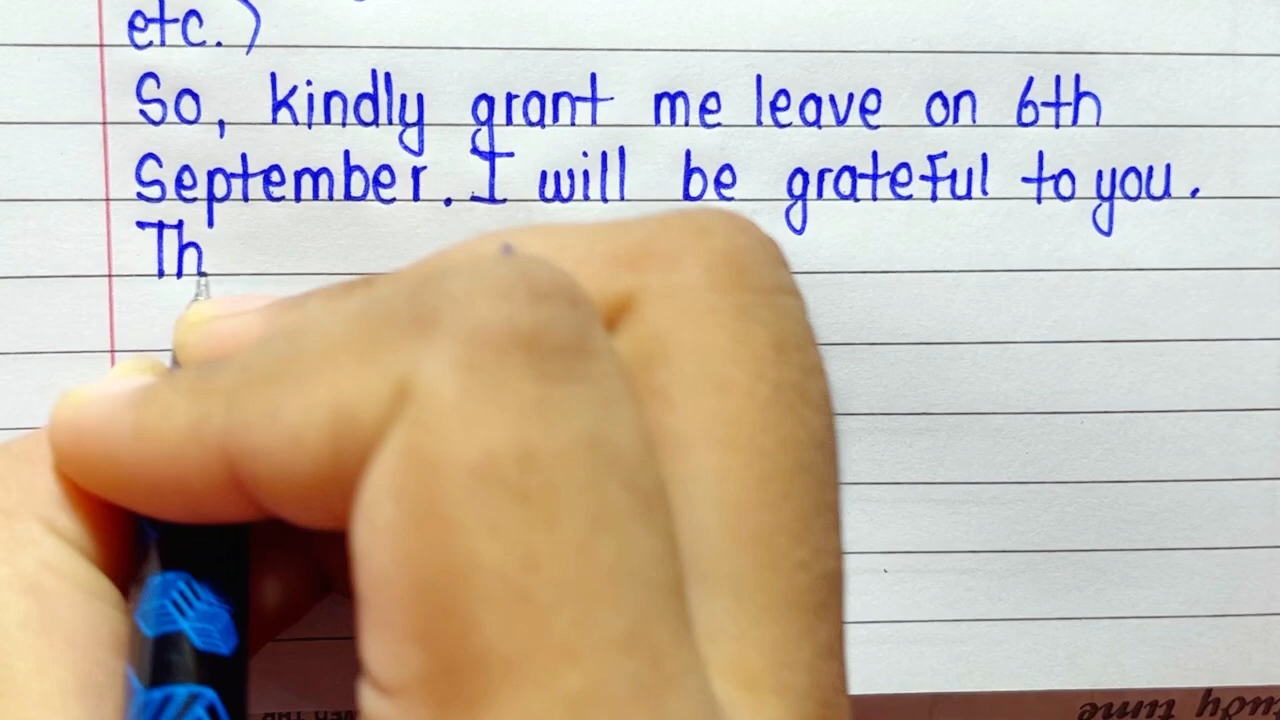 etc.)
So, kindly grant me leave on 6th
September. I will be grateful to you.
Th